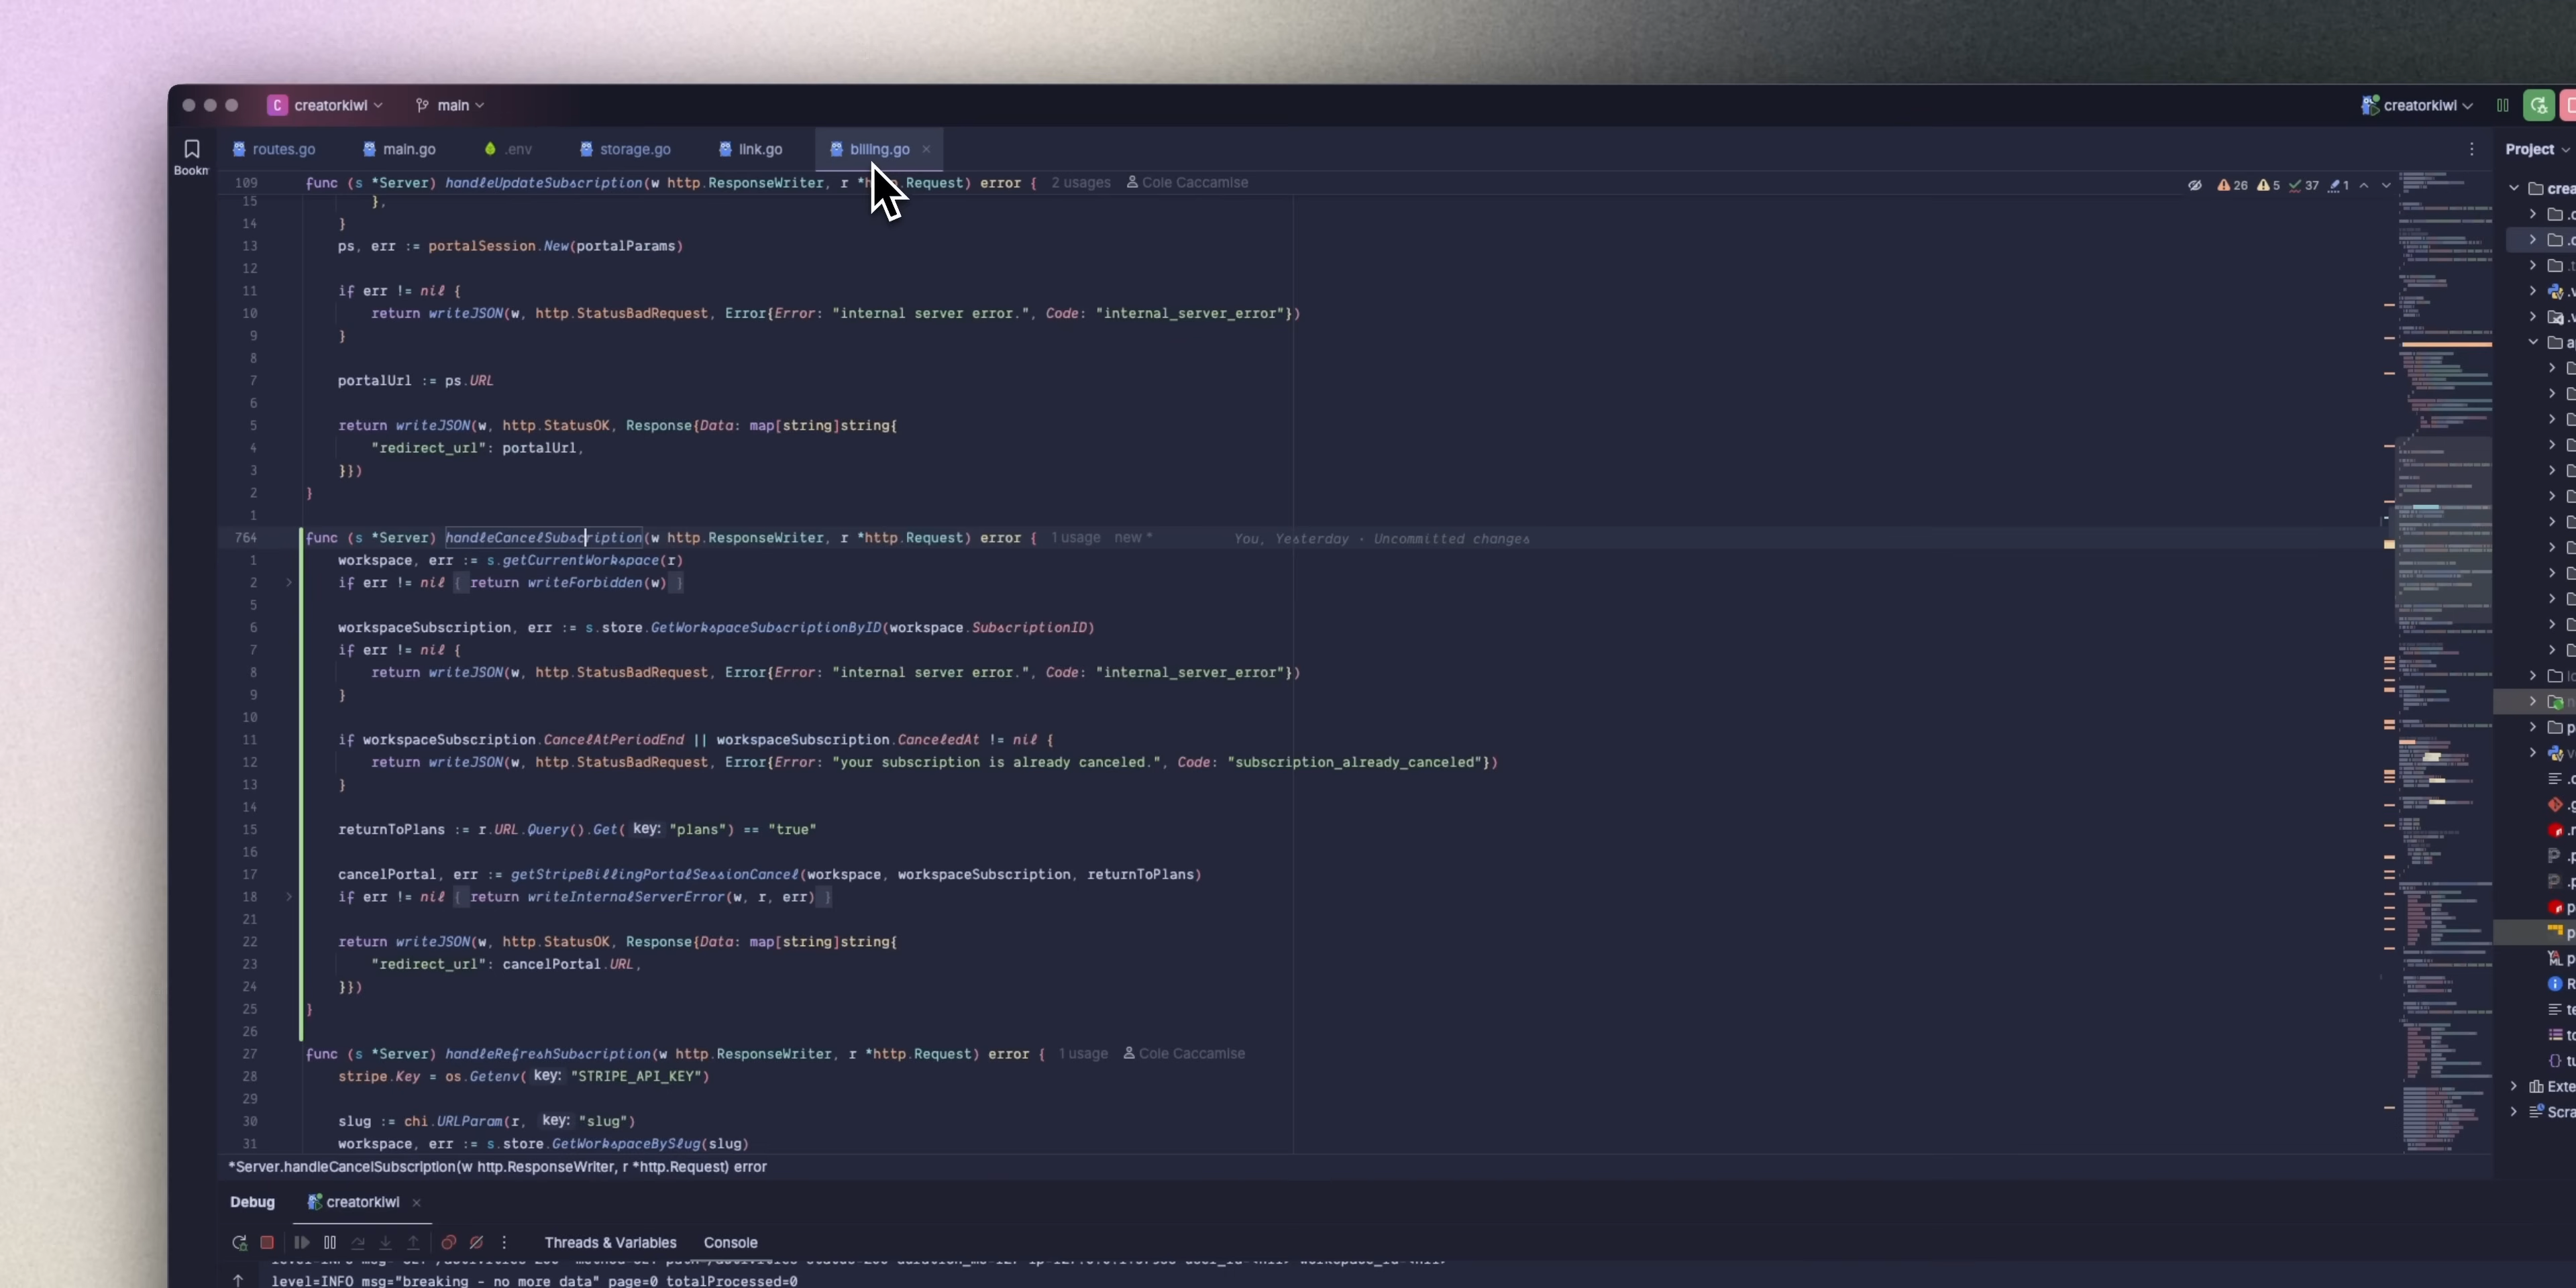 creatorkiwi main creatorkiwi
routes.go main.go .env storage.go link.go billing.go
Project
Bookm
109 func (s *Server) handleUpdateSubscription(w http.ResponseWriter, r *http.Request) error { 2 usages Cole Caccamise
26 5 37 1
15 },
14 }
13 ps, err := portalSession.New(portalParams)
12
11 if err != nil {
10 return writeJSON(w, http.StatusBadRequest, Error{Error: "internal server error.", Code: "internal_server_error"})
9 }
8
7 portalUrl := ps.URL
6
5 return writeJSON(w, http.StatusOK, Response{Data: map[string]string{
4 "redirect_url": portalUrl,
3 }})
2 }
1
764 func (s *Server) handleCancelSubscription(w http.ResponseWriter, r *http.Request) error { 1 usage new * You, Yesterday · Uncommitted changes
1 workspace, err := s.getCurrentWorkspace(r)
2 if err != nil { return writeForbidden(w) }
5
6 workspaceSubscription, err := s.store.GetWorkspaceSubscriptionByID(workspace.SubscriptionID)
7 if err != nil {
8 return writeJSON(w, http.StatusBadRequest, Error{Error: "internal server error.", Code: "internal_server_error"})
9 }
10
11 if workspaceSubscription.CancelAtPeriodEnd || workspaceSubscription.CanceledAt != nil {
12 return writeJSON(w, http.StatusBadRequest, Error{Error: "your subscription is already canceled.", Code: "subscription_already_canceled"})
13 }
14
15 returnToPlans := r.URL.Query().Get( key: "plans") == "true"
16
17 cancelPortal, err := getStripeBillingPortalSessionCancel(workspace, workspaceSubscription, returnToPlans)
18 if err != nil { return writeInternalServerError(w, r, err) }
21
22 return writeJSON(w, http.StatusOK, Response{Data: map[string]string{
23 "redirect_url": cancelPortal.URL,
24 }})
25 }
26
27 func (s *Server) handleRefreshSubscription(w http.ResponseWriter, r *http.Request) error { 1 usage Cole Caccamise
28 stripe.Key = os.Getenv( key: "STRIPE_API_KEY")
29
30 slug := chi.URLParam(r, key: "slug")
31 workspace, err := s.store.GetWorkspaceBySlug(slug)
*Server.handleCancelSubscription(w http.ResponseWriter, r *http.Request) error
Debug creatorkiwi
Threads & Variables Console
level=INFO msg="breaking - no more data" page=0 totalProcessed=0
crea
Exte
Scra